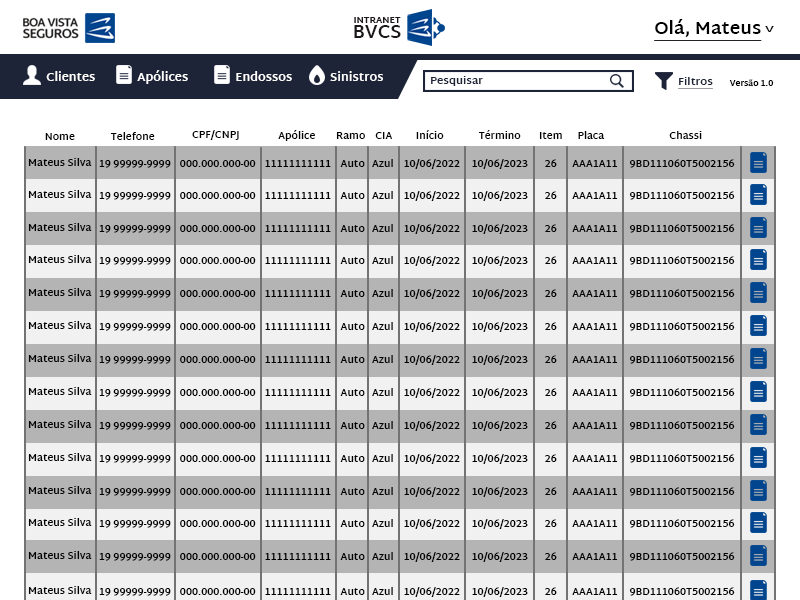 BOA VISTA
SEGUROS
INTRANET
BVCS
Olá, Mateus
Clientes Apólices Endossos Sinistros Pesquisar Filtros Versão 1.0
Nome Telefone CPF/CNPJ Apólice Ramo CIA Início Término Item Placa Chassi
Mateus Silva 19 99999-9999 000.000.000-00 11111111111 Auto Azul 10/06/2022 10/06/2023 26 AAA1A11 9BD111060T5002156
Mateus Silva 19 99999-9999 000.000.000-00 11111111111 Auto Azul 10/06/2022 10/06/2023 26 AAA1A11 9BD111060T5002156
Mateus Silva 19 99999-9999 000.000.000-00 11111111111 Auto Azul 10/06/2022 10/06/2023 26 AAA1A11 9BD111060T5002156
Mateus Silva 19 99999-9999 000.000.000-00 11111111111 Auto Azul 10/06/2022 10/06/2023 26 AAA1A11 9BD111060T5002156
Mateus Silva 19 99999-9999 000.000.000-00 11111111111 Auto Azul 10/06/2022 10/06/2023 26 AAA1A11 9BD111060T5002156
Mateus Silva 19 99999-9999 000.000.000-00 11111111111 Auto Azul 10/06/2022 10/06/2023 26 AAA1A11 9BD111060T5002156
Mateus Silva 19 99999-9999 000.000.000-00 11111111111 Auto Azul 10/06/2022 10/06/2023 26 AAA1A11 9BD111060T5002156
Mateus Silva 19 99999-9999 000.000.000-00 11111111111 Auto Azul 10/06/2022 10/06/2023 26 AAA1A11 9BD111060T5002156
Mateus Silva 19 99999-9999 000.000.000-00 11111111111 Auto Azul 10/06/2022 10/06/2023 26 AAA1A11 9BD111060T5002156
Mateus Silva 19 99999-9999 000.000.000-00 11111111111 Auto Azul 10/06/2022 10/06/2023 26 AAA1A11 9BD111060T5002156
Mateus Silva 19 99999-9999 000.000.000-00 11111111111 Auto Azul 10/06/2022 10/06/2023 26 AAA1A11 9BD111060T5002156
Mateus Silva 19 99999-9999 000.000.000-00 11111111111 Auto Azul 10/06/2022 10/06/2023 26 AAA1A11 9BD111060T5002156
Mateus Silva 19 99999-9999 000.000.000-00 11111111111 Auto Azul 10/06/2022 10/06/2023 26 AAA1A11 9BD111060T5002156
Mateus Silva 19 99999-9999 000.000.000-00 11111111111 Auto Azul 10/06/2022 10/06/2023 26 AAA1A11 9BD111060T5002156